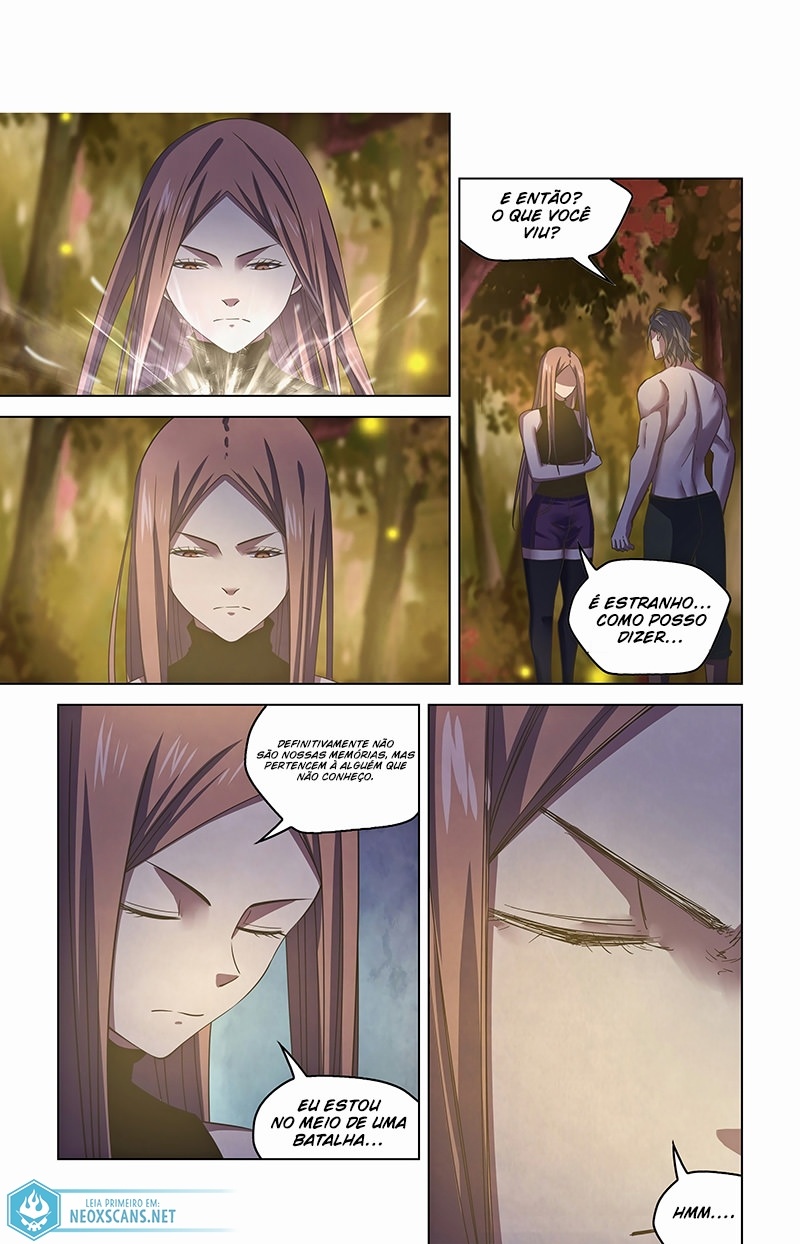 E ENTÃO?
O QUE VOCÊ
VIU?
É ESTRANHO...
COMO POSSO
DIZER...
DEFINITIVAMENTE NÃO
SÃO NOSSAS MEMÓRIAS, MAS
PERTENCEM À ALGUÉM QUE
NÃO CONHEÇO.
EU ESTOU
NO MEIO DE UMA
BATALHA...
HMM....
LEIA PRIMEIRO EM:
NEOXSCANS.NET